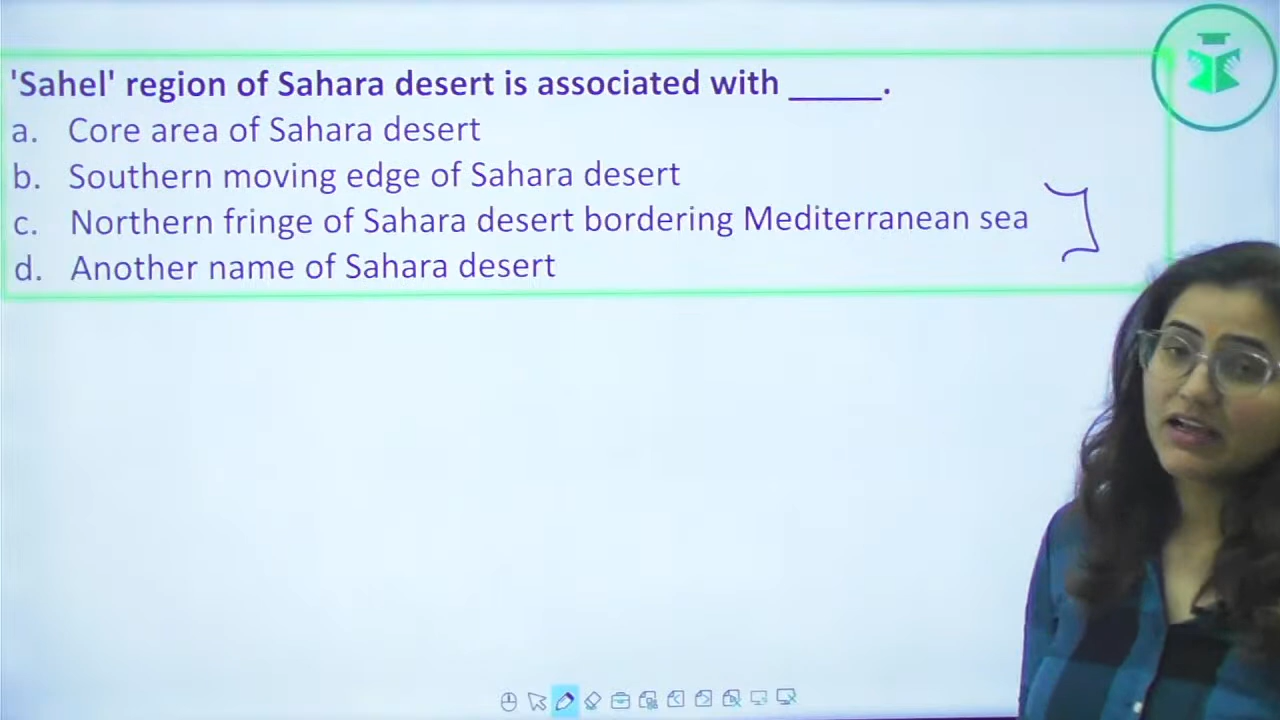 'Sahel' region of Sahara desert is associated with _____.
a. Core area of Sahara desert
b. Southern moving edge of Sahara desert
c. Northern fringe of Sahara desert bordering Mediterranean sea
d. Another name of Sahara desert